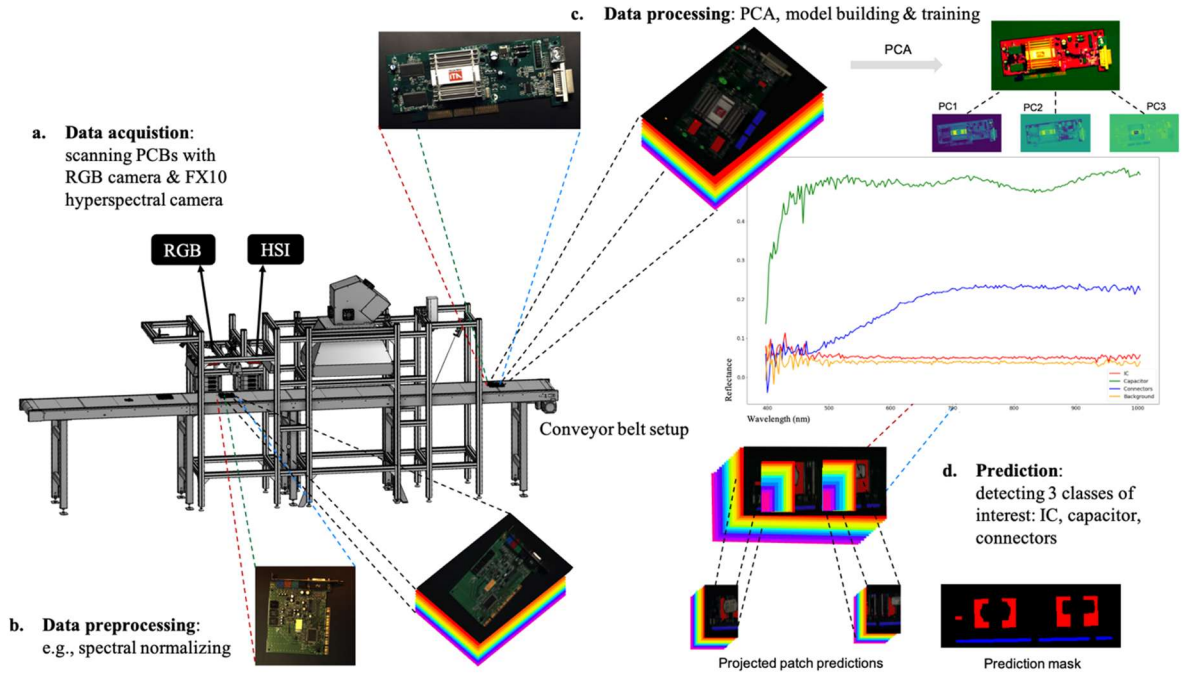 c. Data processing: PCA, model building & training
PCA
PC1
PC2
PC3
a. Data acquistion:
scanning PCBs with
RGB camera & FX10
hyperspectral camera
RGB
HSI
Conveyor belt setup
0.4
0.3
0.2
0.1
0.0
Reflectance
IC
Capacitor
Connectors
Background
400
500
600
700
800
900
1000
Wavelength (nm)
d. Prediction:
detecting 3 classes of
interest: IC, capacitor,
connectors
b. Data preprocessing:
e.g., spectral normalizing
Projected patch predictions
Prediction mask